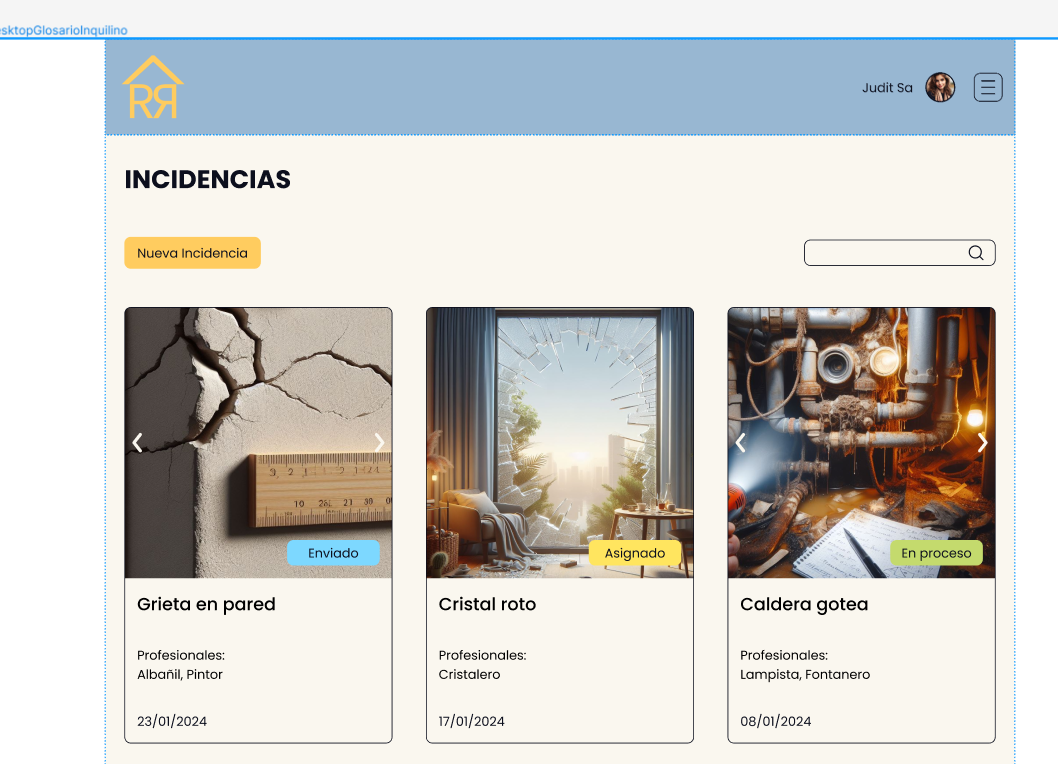 sktopGlosarioInquilino
RR
Judit Sa
INCIDENCIAS
Nueva Incidencia
Enviado
Asignado
En proceso
Grieta en pared
Cristal roto
Caldera gotea
Profesionales:
Albañil, Pintor
Profesionales:
Cristalero
Profesionales:
Lampista, Fontanero
23/01/2024
17/01/2024
08/01/2024